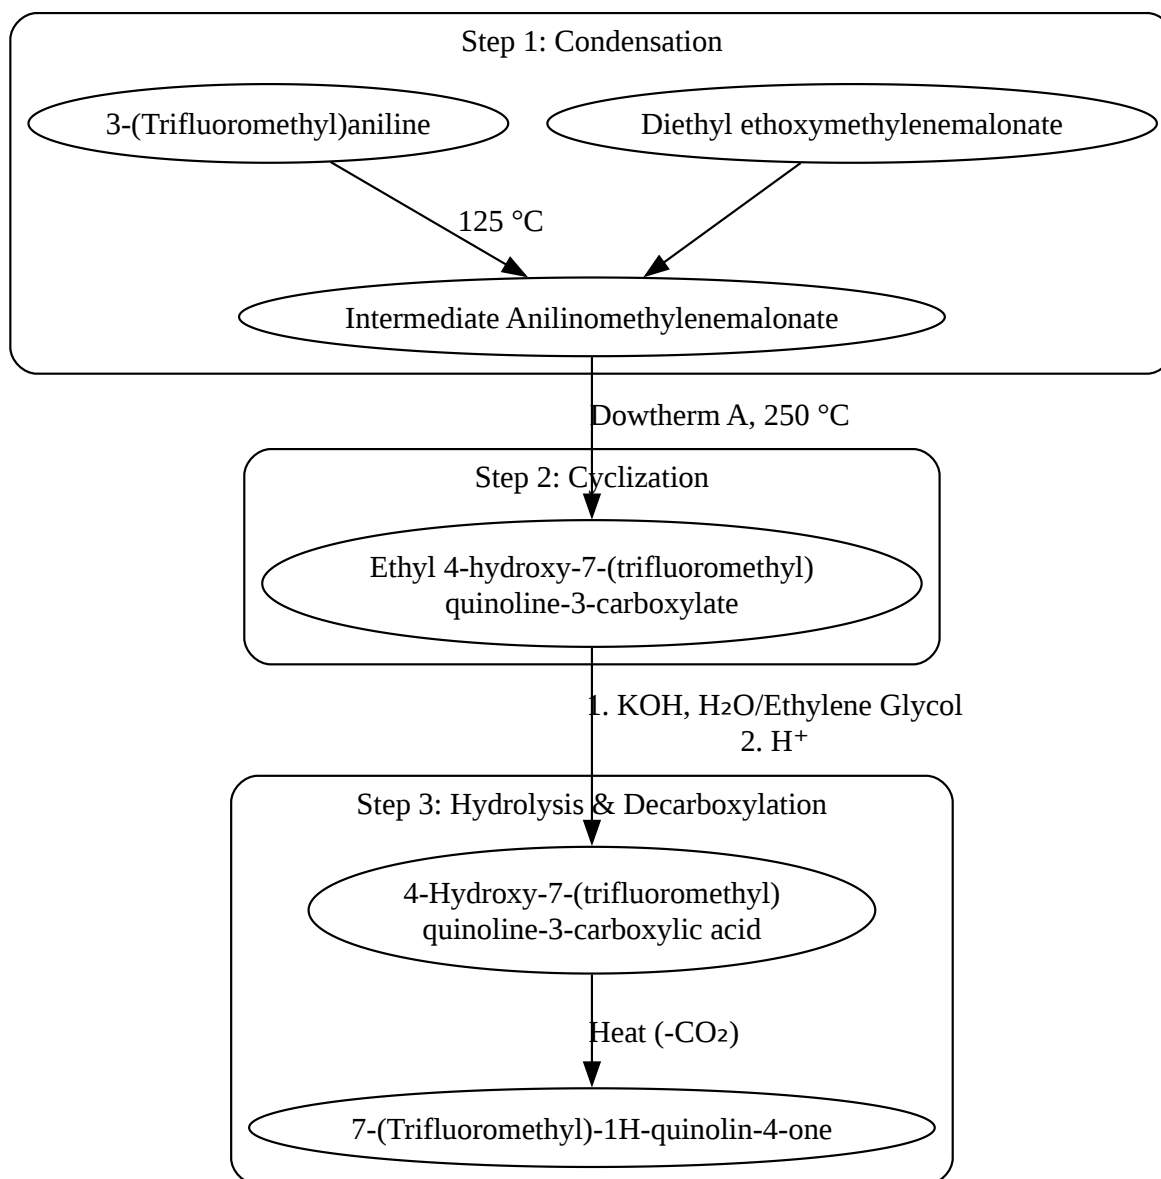 Step 1: Condensation
3-(Trifluoromethyl)aniline
Diethyl ethoxymethylenemalonate
125 °C
Intermediate Anilinomethylenemalonate
Dowtherm A, 250 °C
Step 2: Cyclization
Ethyl 4-hydroxy-7-(trifluoromethyl)
quinoline-3-carboxylate
1. KOH, H₂O/Ethylene Glycol
2. H⁺
Step 3: Hydrolysis & Decarboxylation
4-Hydroxy-7-(trifluoromethyl)
quinoline-3-carboxylic acid
Heat (-CO₂)
7-(Trifluoromethyl)-1H-quinolin-4-one